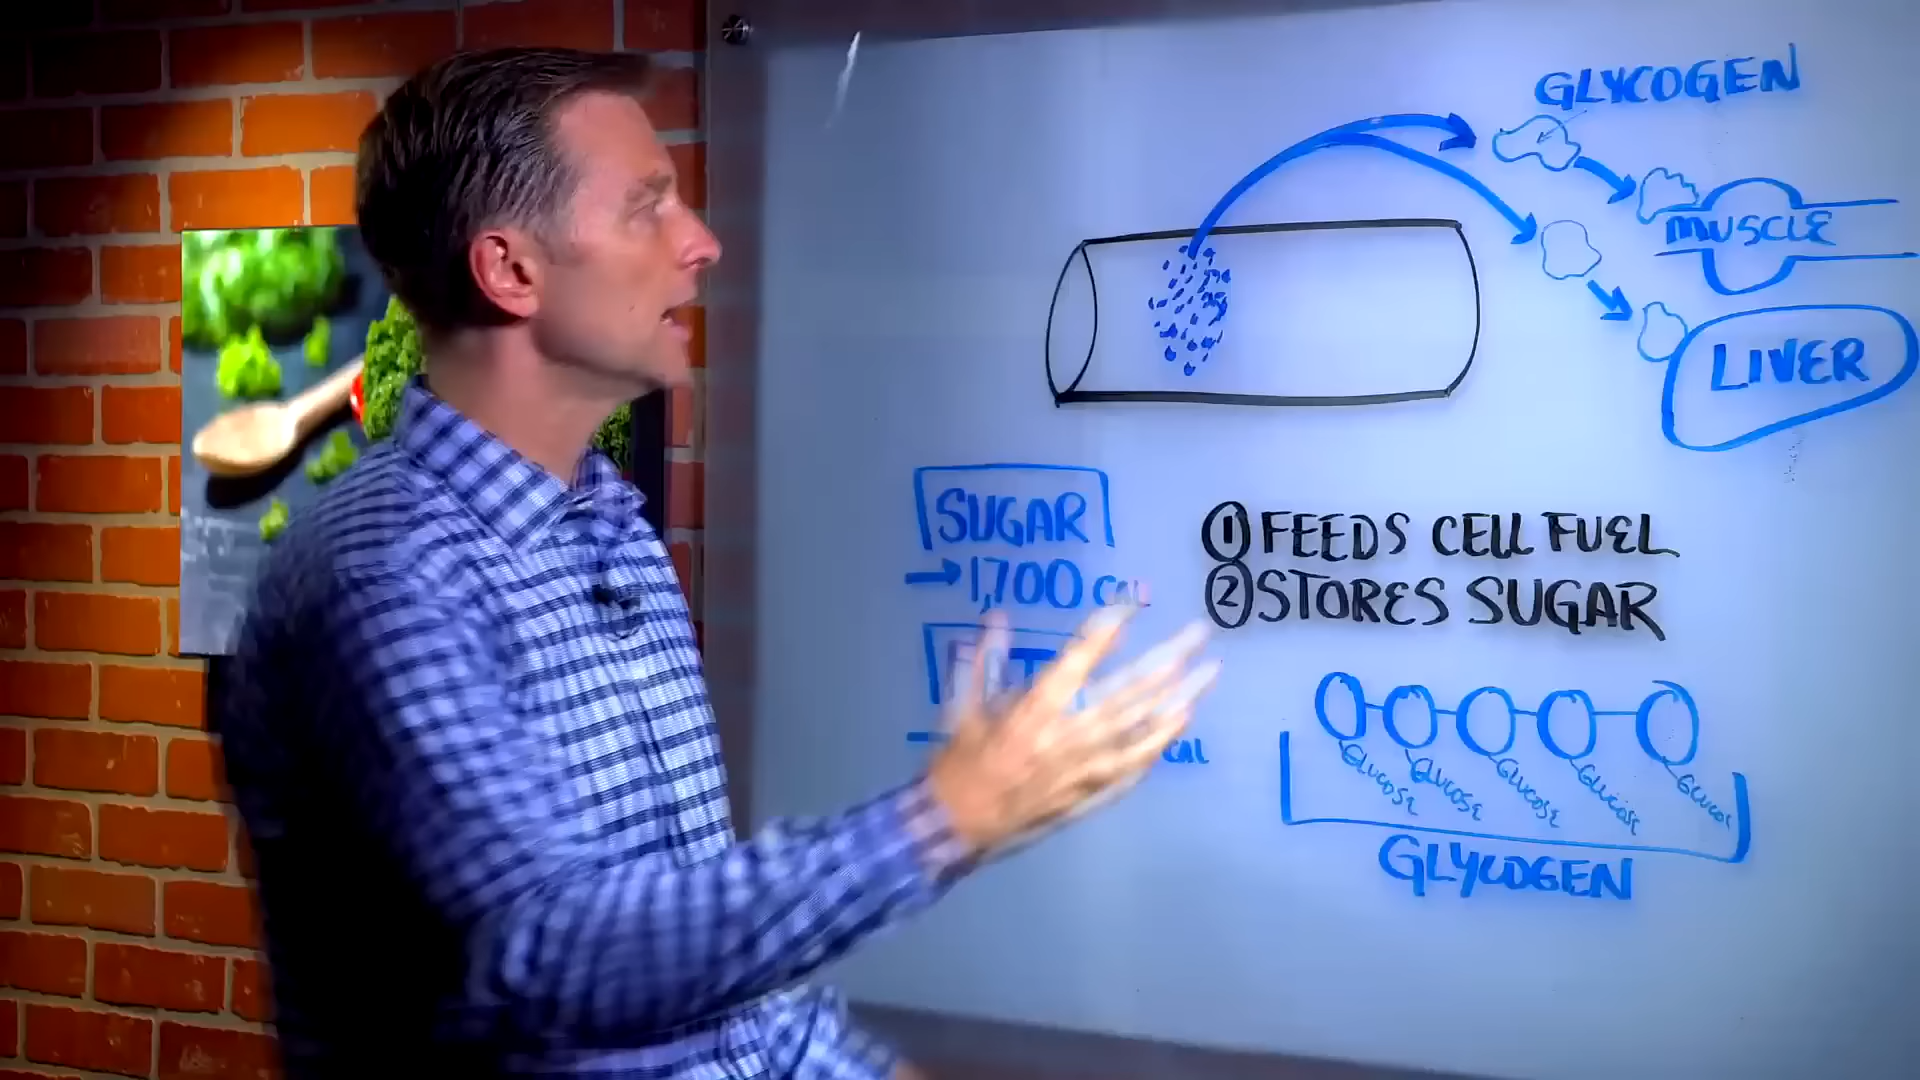 GLYCOGEN
MUSCLE
LIVER
SUGAR
→1,700 CAL
CAL
① FEEDS CELL FUEL
② STORES SUGAR
GLUCOSE GLUCOSE GLUCOSE GLUCOSE
GLYCOGEN